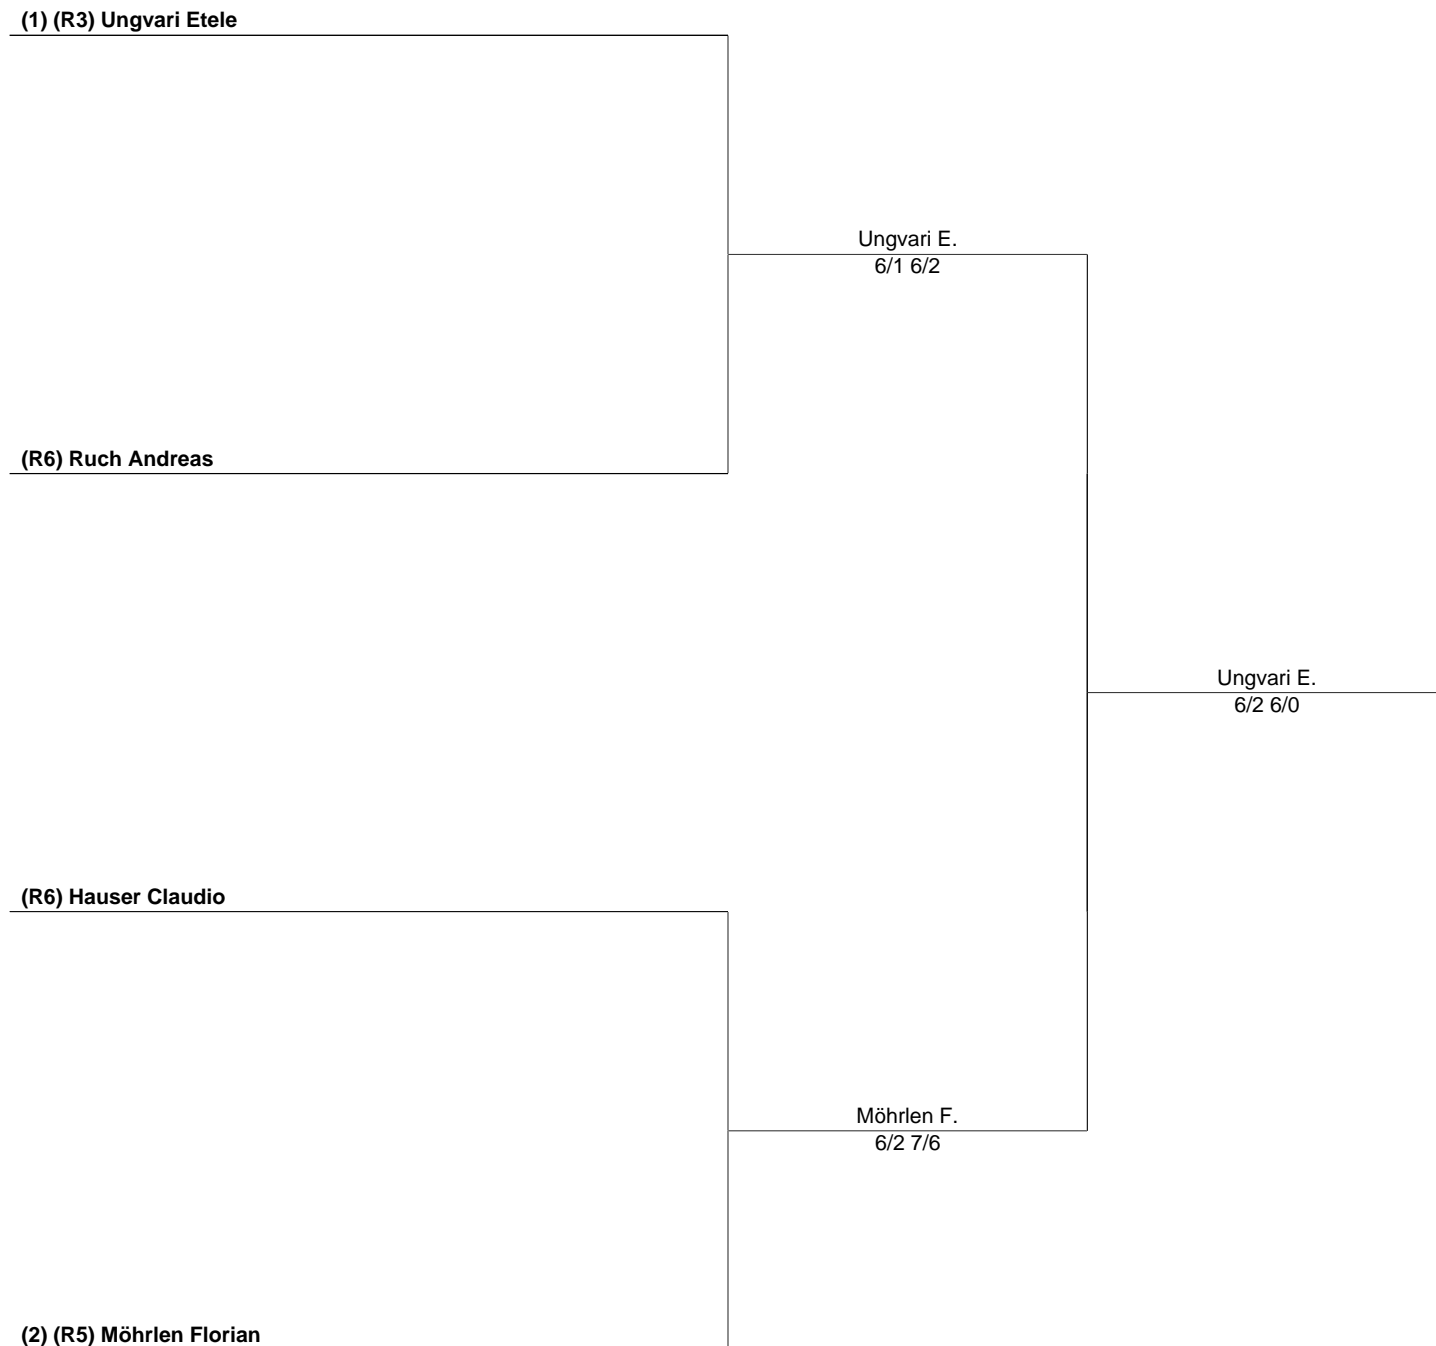 (1) (R3) Ungvari Etele
Ungvari E.
6/1 6/2
(R6) Ruch Andreas
Ungvari E.
6/2 6/0
(R6) Hauser Claudio
Möhrlen F.
6/2 7/6
(2) (R5) Möhrlen Florian